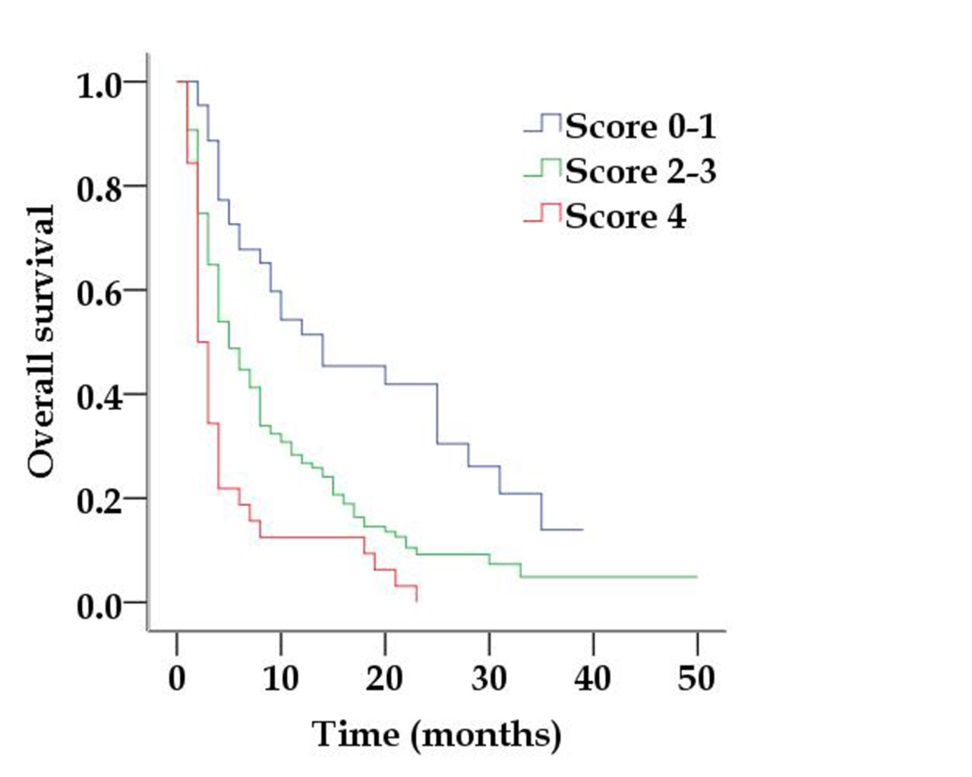 1.0
0.8
0.6
0.4
0.2
0.0
Overall survival
Score 0-1
Score 2-3
Score 4
0 10 20 30 40 50
Time (months)